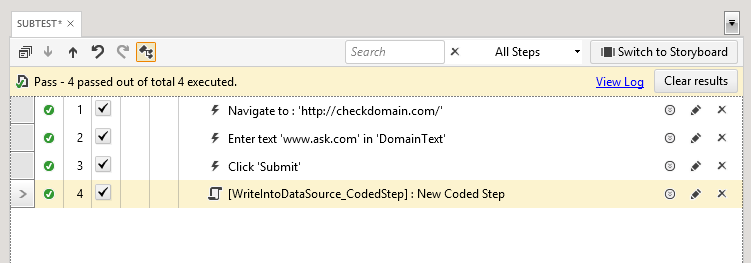 SUBTEST* ×
Search All Steps Switch to Storyboard
Pass - 4 passed out of total 4 executed. View Log Clear results
1 Navigate to : 'http://checkdomain.com/'
2 Enter text 'www.ask.com' in 'DomainText'
3 Click 'Submit'
4 [WriteIntoDataSource_CodedStep] : New Coded Step